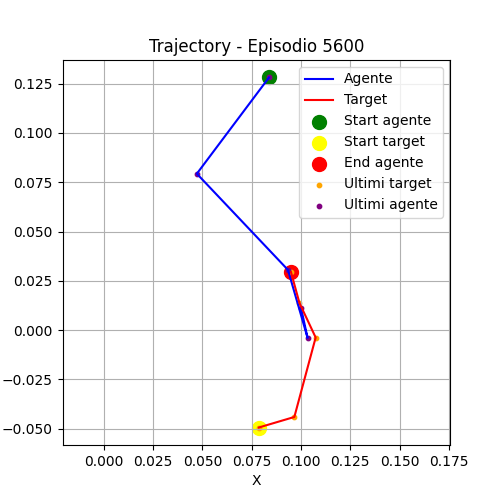 Trajectory - Episodio 5600
Agente
Target
Start agente
Start target
End agente
Ultimi target
Ultimi agente
0.125
0.100
0.075
0.050
0.025
0.000
−0.025
−0.050
0.000 0.025 0.050 0.075 0.100 0.125 0.150 0.175
X